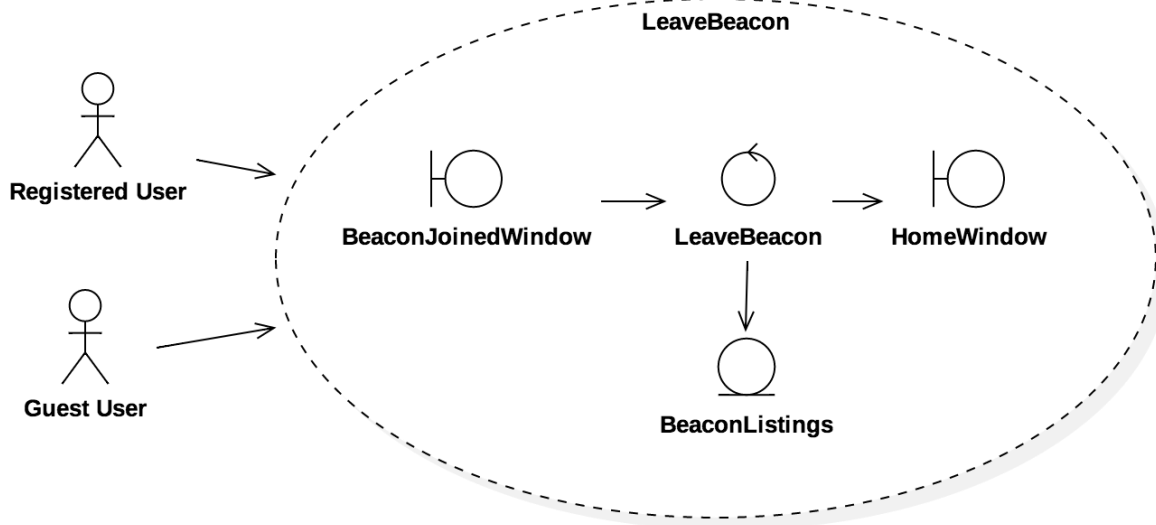 LeaveBeacon
Registered User
BeaconJoinedWindow
LeaveBeacon
HomeWindow
Guest User
BeaconListings